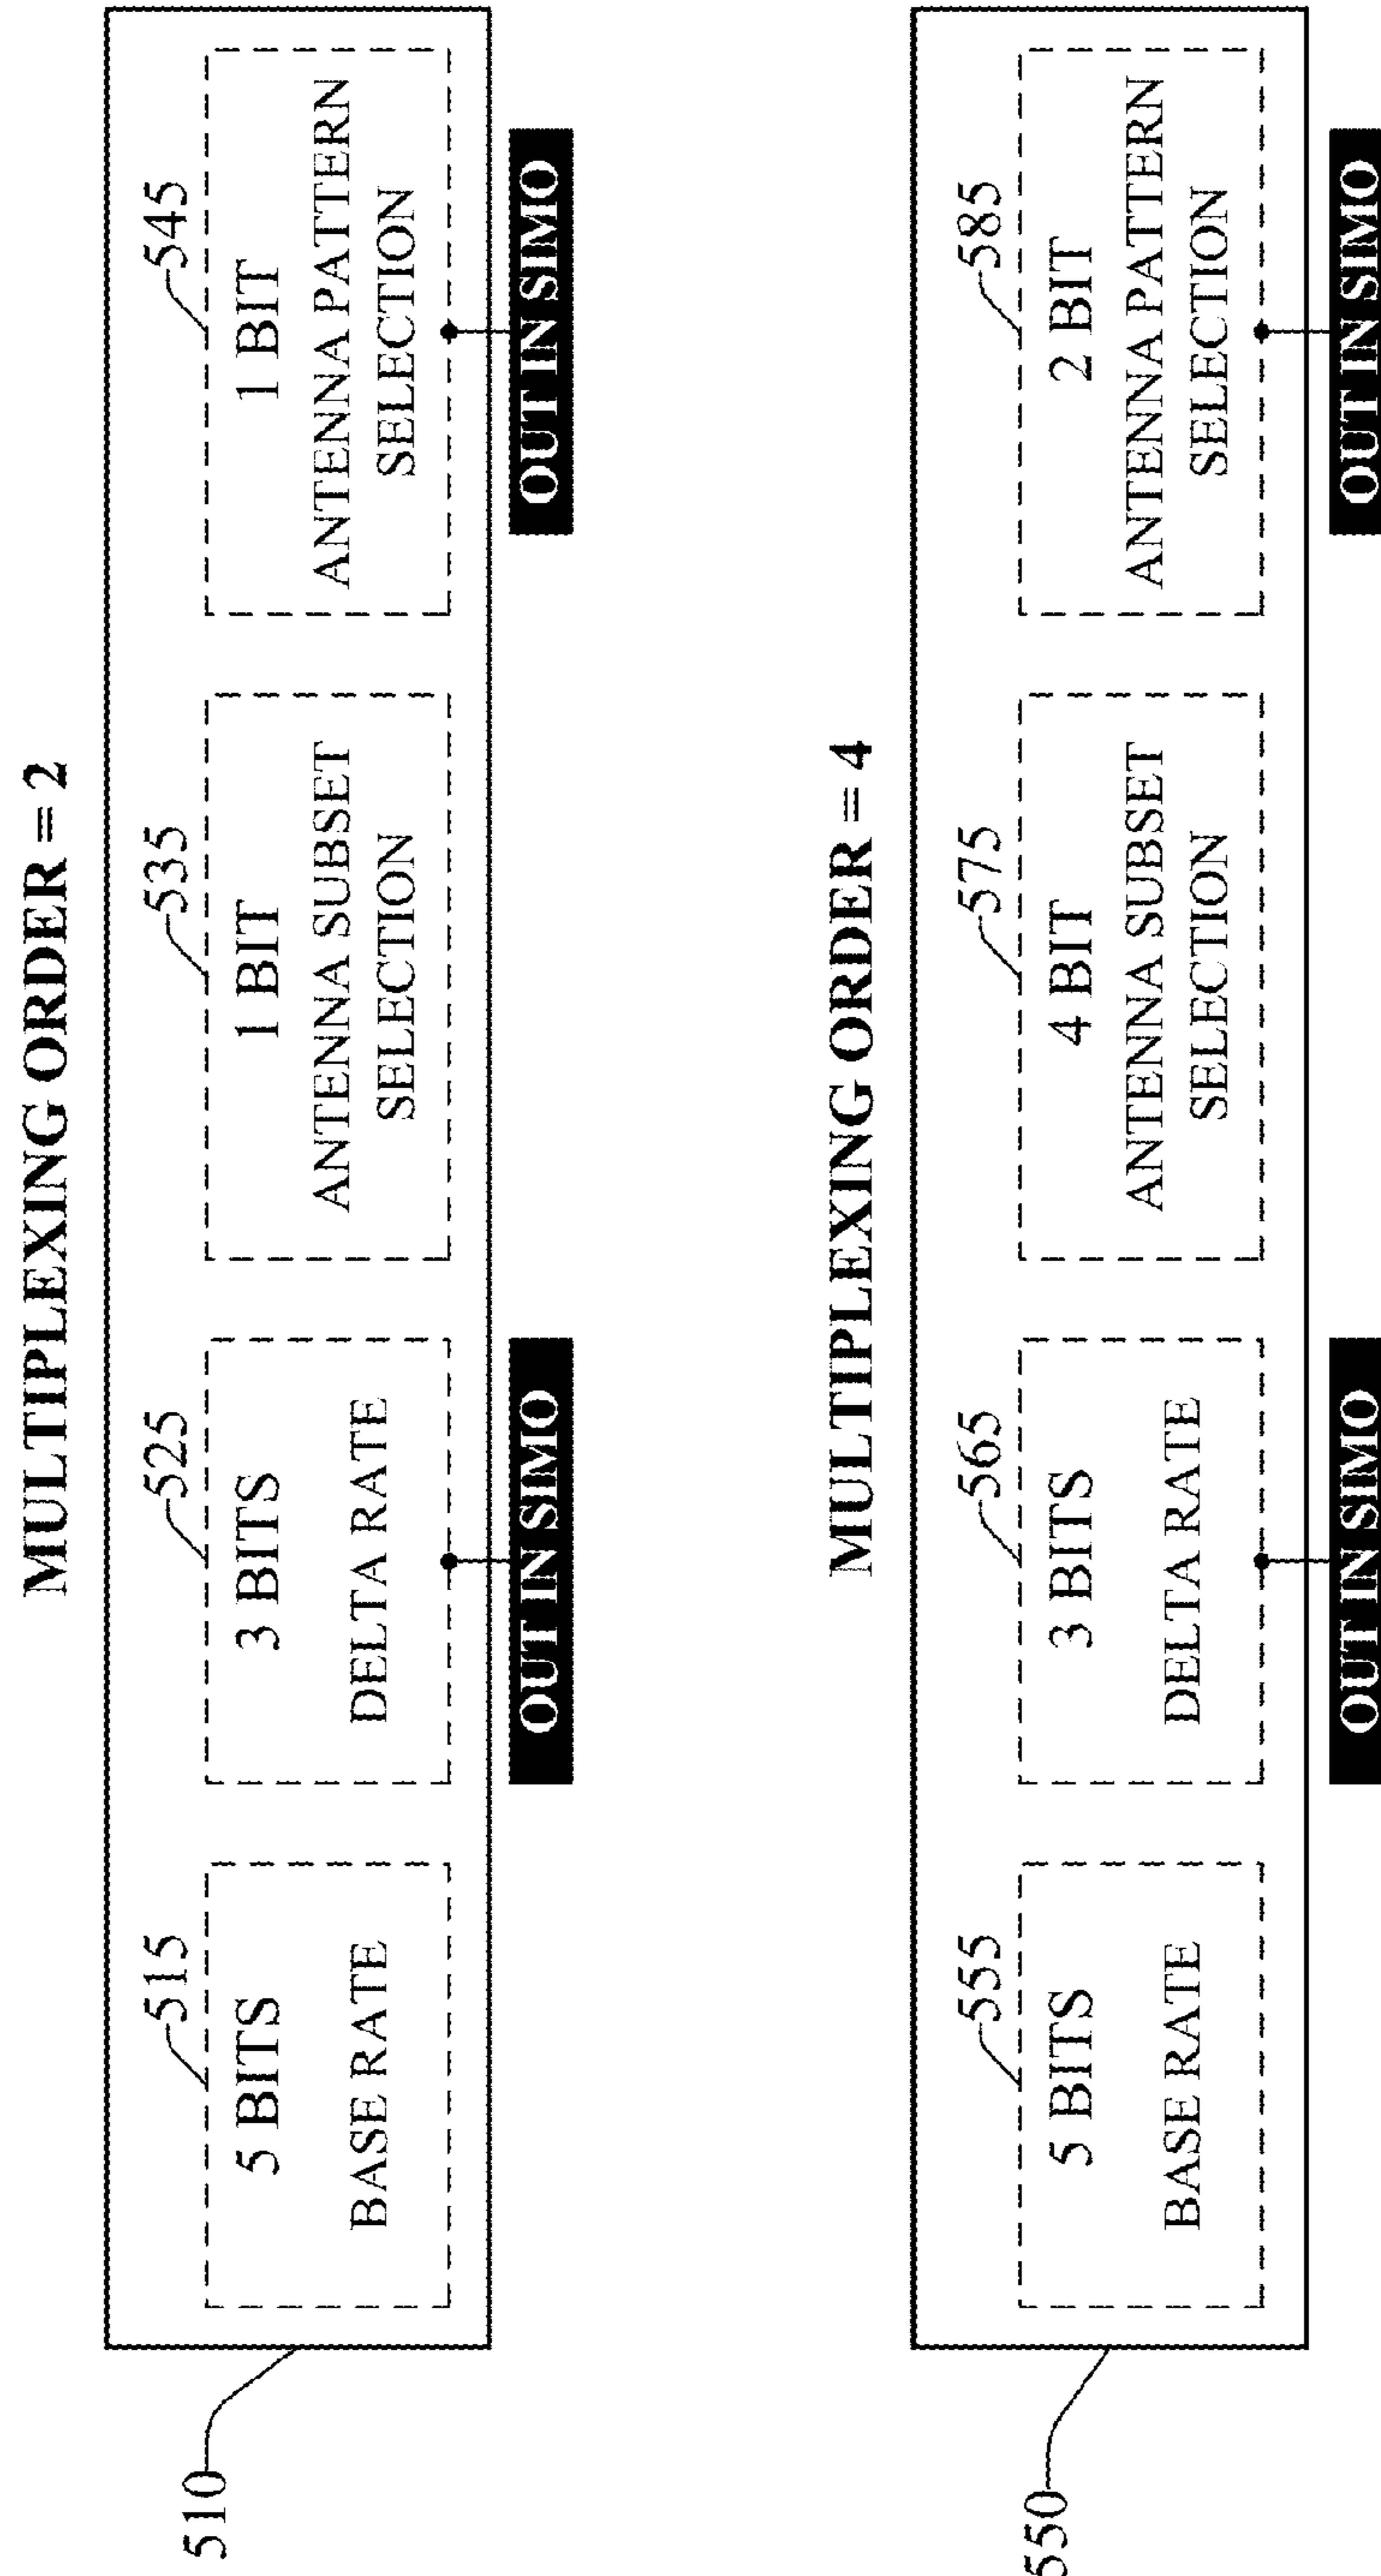 MULTIPLEXING ORDER = 2
510
515
5 BITS
BASE RATE
525
3 BITS
DELTA RATE
OUT IN SIMO
535
1 BIT
ANTENNA SUBSET
SELECTION
545
1 BIT
ANTENNA PATTERN
SELECTION
OUT IN SIMO
MULTIPLEXING ORDER = 4
550
555
5 BITS
BASE RATE
565
3 BITS
DELTA RATE
OUT IN SIMO
575
4 BIT
ANTENNA SUBSET
SELECTION
585
2 BIT
ANTENNA PATTERN
SELECTION
OUT IN SIMO